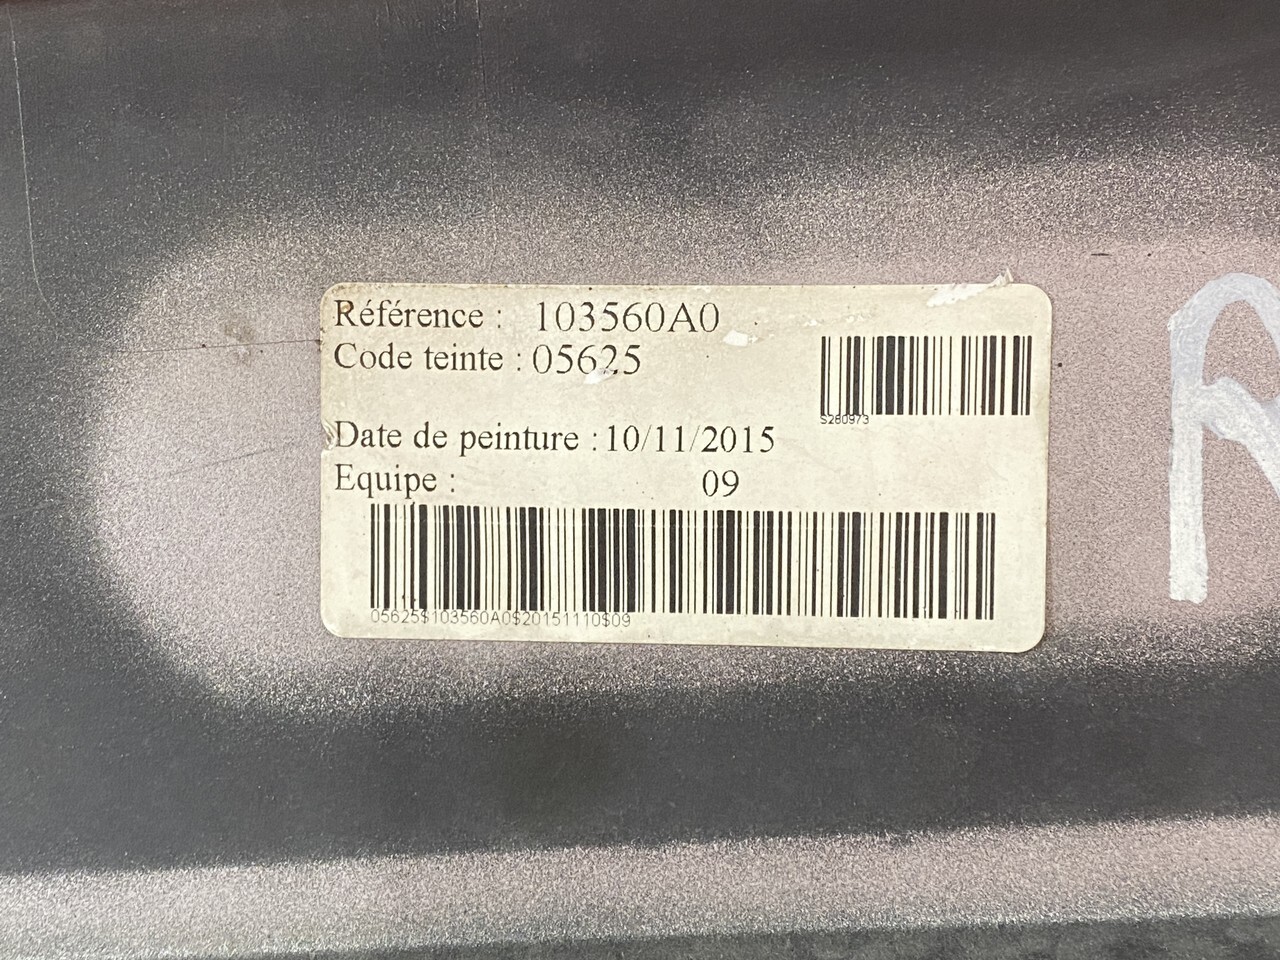 Référence : 103560A0
Code teinte : 05625
S280973
Date de peinture : 10/11/2015
Equipe : 09
05625$103560A0$20151110$09